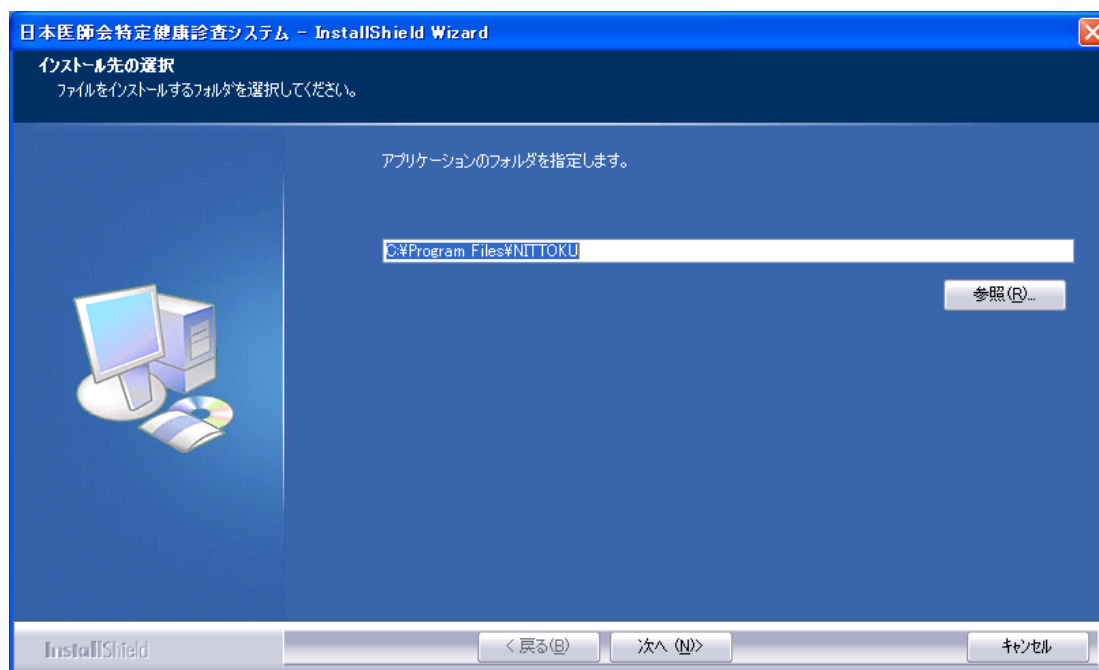 日本医師会特定健康診査システム - InstallShield Wizard
インストール先の選択
ファイルをインストールするフォルダを選択してください。
アプリケーションのフォルダを指定します。
C:¥Program Files¥NITTOKU
参照(R)...
InstallShield
< 戻る(B)
次へ (N)>
キャンセル